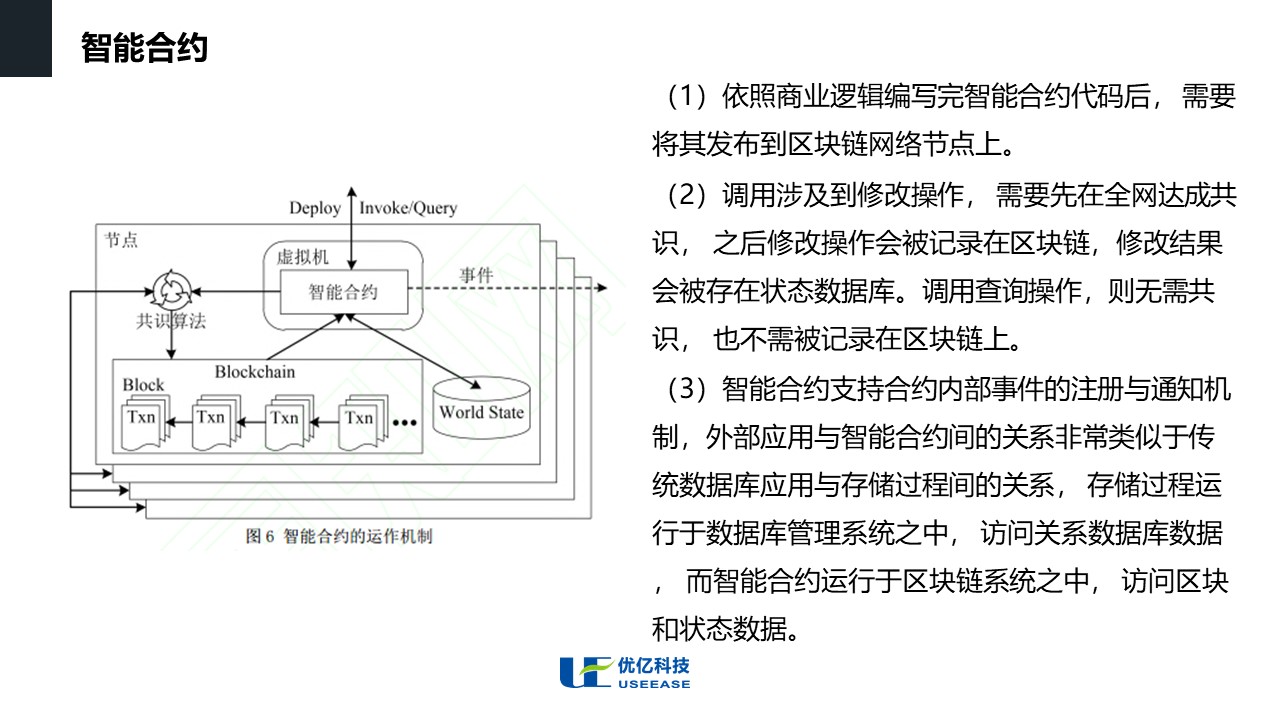 智能合约
（1）依照商业逻辑编写完智能合约代码后， 需要
将其发布到区块链网络节点上。
（2）调用涉及到修改操作， 需要先在全网达成共
识， 之后修改操作会被记录在区块链，修改结果
会被存在状态数据库。调用查询操作，则无需共
识， 也不需被记录在区块链上。
（3）智能合约支持合约内部事件的注册与通知机
制，外部应用与智能合约间的关系非常类似于传
统数据库应用与存储过程间的关系， 存储过程运
行于数据库管理系统之中， 访问关系数据库数据
， 而智能合约运行于区块链系统之中， 访问区块
和状态数据。
Deploy Invoke/Query
节点
虚拟机
事件
智能合约
共识算法
Blockchain
Block
Txn Txn Txn Txn
World State
图 6 智能合约的运作机制
优亿科技
USEEASE